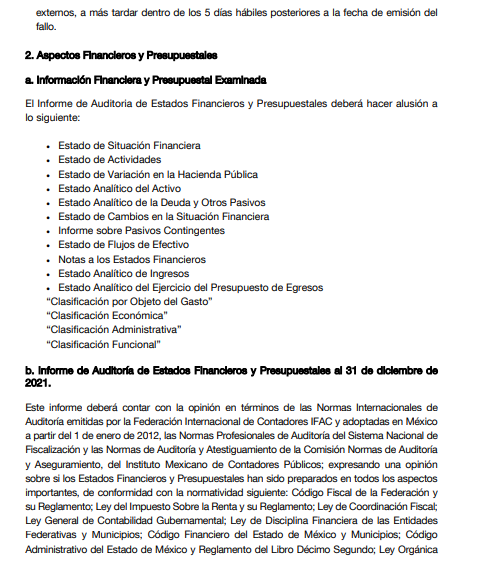 externos, a más tardar dentro de los 5 días hábiles posteriores a la fecha de emisión del
fallo.
2. Aspectos Financieros y Presupuestales
a. Información Financiera y Presupuestal Examinada
El Informe de Auditoria de Estados Financieros y Presupuestales deberá hacer alusión a
lo siguiente:
• Estado de Situación Financiera
• Estado de Actividades
• Estado de Variación en la Hacienda Pública
• Estado Analítico del Activo
• Estado Analítico de la Deuda y Otros Pasivos
• Estado de Cambios en la Situación Financiera
• Informe sobre Pasivos Contingentes
• Estado de Flujos de Efectivo
• Notas a los Estados Financieros
• Estado Analítico de Ingresos
• Estado Analítico del Ejercicio del Presupuesto de Egresos
“Clasificación por Objeto del Gasto”
“Clasificación Económica”
“Clasificación Administrativa”
“Clasificación Funcional”
b. Informe de Auditoría de Estados Financieros y Presupuestales al 31 de diciembre de
2021.
Este informe deberá contar con la opinión en términos de las Normas Internacionales de
Auditoría emitidas por la Federación Internacional de Contadores IFAC y adoptadas en México
a partir del 1 de enero de 2012, las Normas Profesionales de Auditoría del Sistema Nacional de
Fiscalización y las Normas de Auditoría y Atestiguamiento de la Comisión Normas de Auditoría
y Aseguramiento, del Instituto Mexicano de Contadores Públicos; expresando una opinión
sobre si los Estados Financieros y Presupuestales han sido preparados en todos los aspectos
importantes, de conformidad con la normatividad siguiente: Código Fiscal de la Federación y
su Reglamento; Ley del Impuesto Sobre la Renta y su Reglamento; Ley de Coordinación Fiscal;
Ley General de Contabilidad Gubernamental; Ley de Disciplina Financiera de las Entidades
Federativas y Municipios; Código Financiero del Estado de México y Municipios; Código
Administrativo del Estado de México y Reglamento del Libro Décimo Segundo; Ley Orgánica